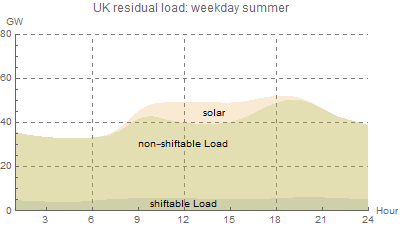 UK residual load: weekday summer
GW
80
60
40
20
0
solar
non-shiftable Load
shiftable Load
3 6 9 12 15 18 21 24 Hour